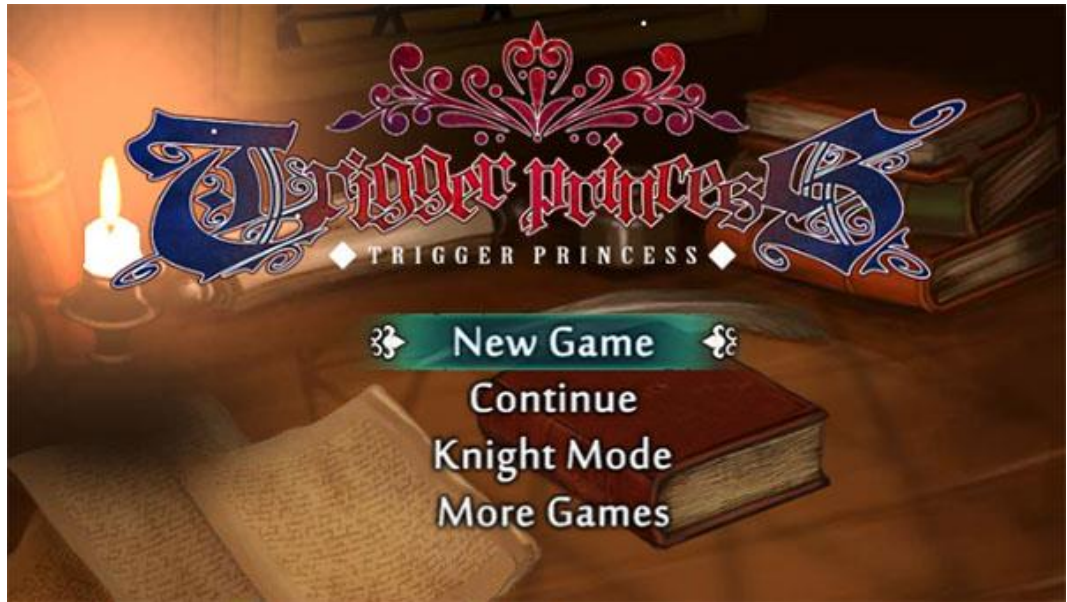 Trigger princess
TRIGGER PRINCESS
New Game
Continue
Knight Mode
More Games